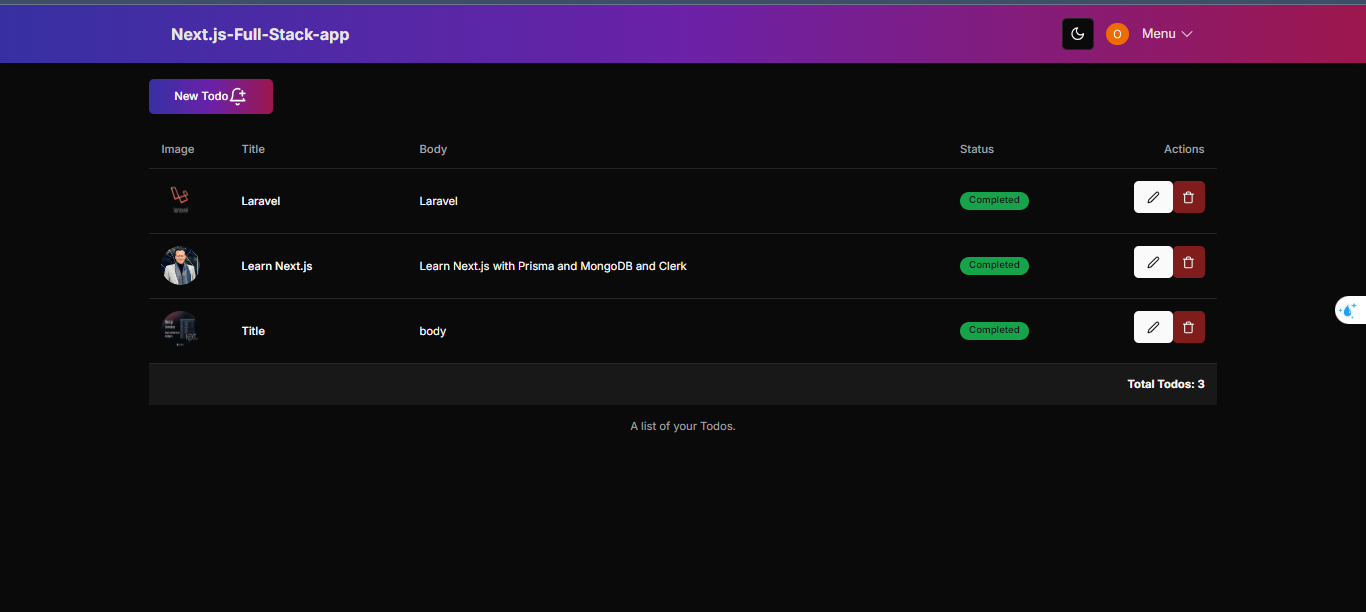 Next.js-Full-Stack-app
O Menu
New Todo
Image Title Body Status Actions
Laravel Laravel Completed
Learn Next.js Learn Next.js with Prisma and MongoDB and Clerk Completed
Title body Completed
Total Todos: 3
A list of your Todos.